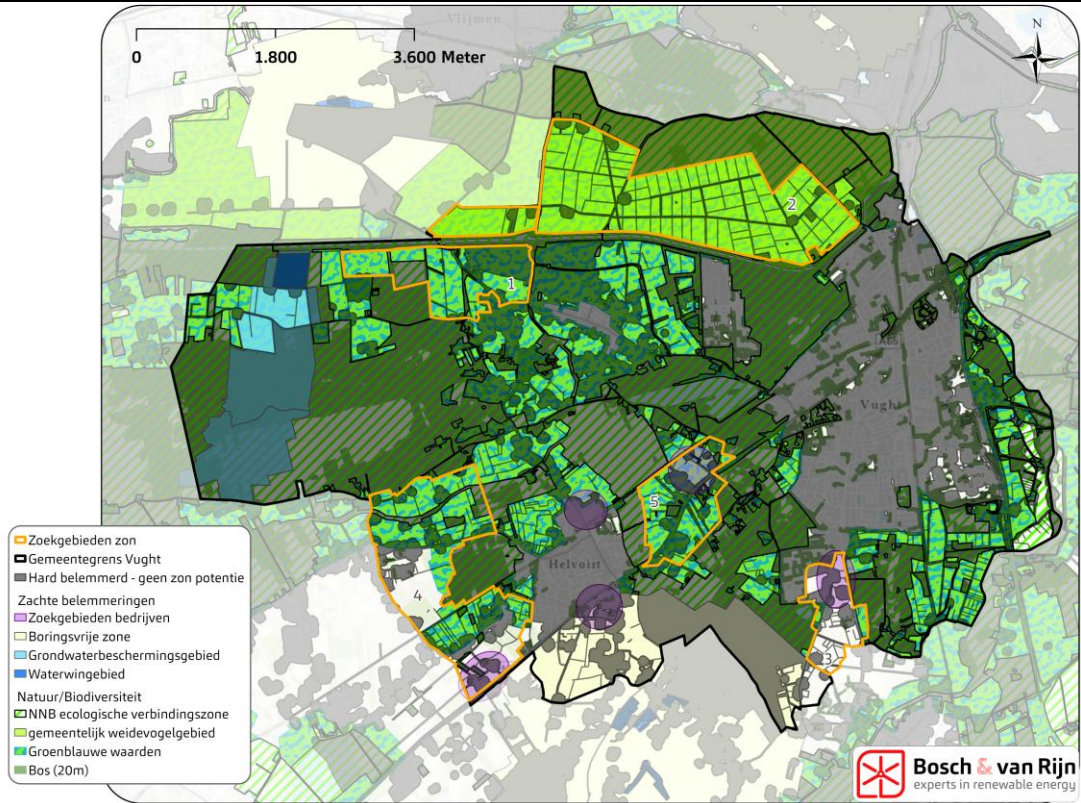 Vlijmen
N
0 1.800 3.600 Meter
2
1
A65
Vught
5
Helvoirt
4
3
Zoekgebieden zon
Gemeentegrens Vught
Hard belemmerd - geen zon potentie
Zachte belemmeringen
Zoekgebieden bedrijven
Boringsvrije zone
Grondwaterbeschermingsgebied
Waterwingebied
Natuur/Biodiversiteit
NNB ecologische verbindingszone
gemeentelijk weidevogelgebied
Groenblauwe waarden
Bos (20m)
Bosch & van Rijn
experts in renewable energy